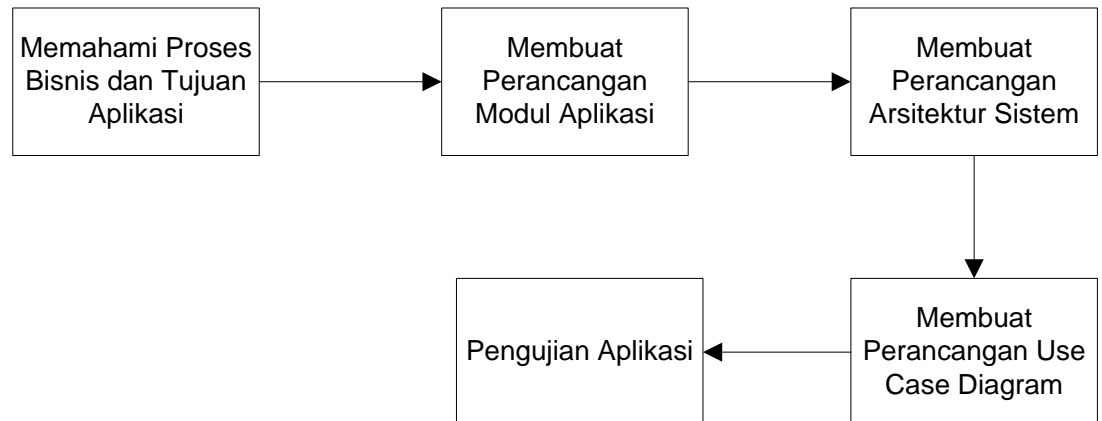 Memahami Proses
Bisnis dan Tujuan
Aplikasi
Membuat
Perancangan
Modul Aplikasi
Membuat
Perancangan
Arsitektur Sistem
Membuat
Perancangan Use
Case Diagram
Pengujian Aplikasi